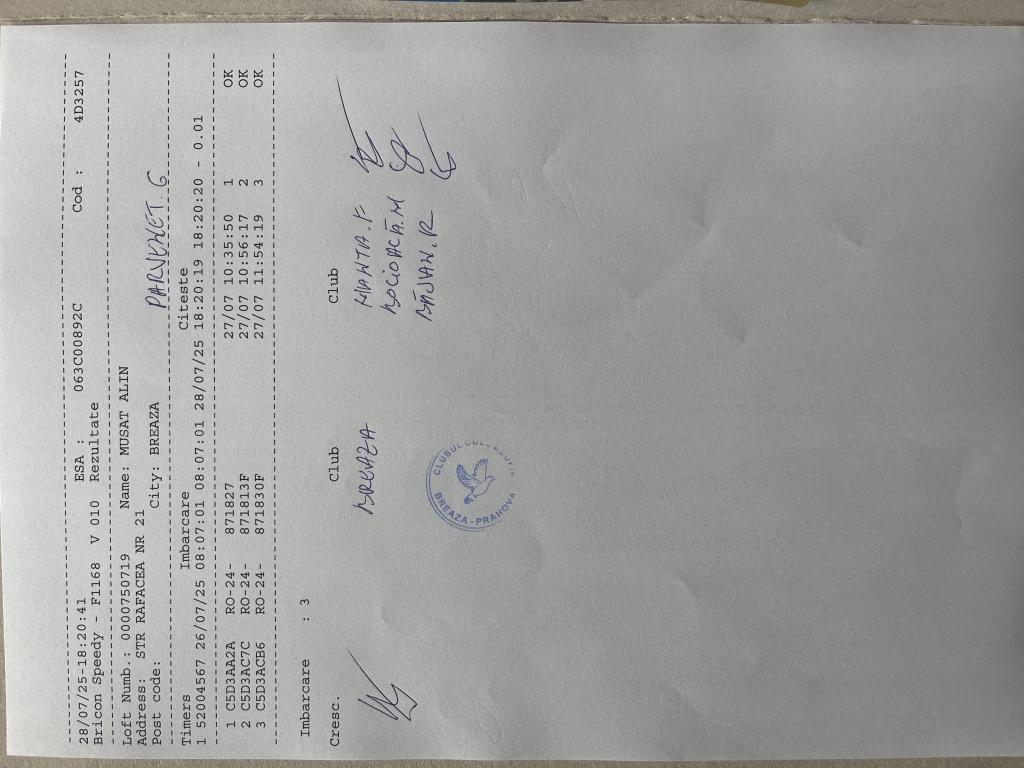 28/07/25-18:20:41 ESA : 063C00892C Cod : 4D3257
Bricon Speedy - F1168 V 010 Rezultate
Loft Numb.: 0000750719 Name: MUSAT ALIN
Address: STR RAFACEA NR 21
Post code: City: BREAZA
Timers Imbarcare Citeste
1 52004567 26/07/25 08:07:01 08:07:01 28/07/25 18:20:19 18:20:20 - 0.01
1 C5D3AA2A RO-24- 871827 27/07 10:35:50 1 OK
2 C5D3AC7C RO-24- 871813F 27/07 10:56:17 2 OK
3 C5D3ACB6 RO-24- 871830F 27/07 11:54:19 3 OK
Imbarcare : 3
Cresc. Club Club
BREAZA
BREAZA-PRAHOVA